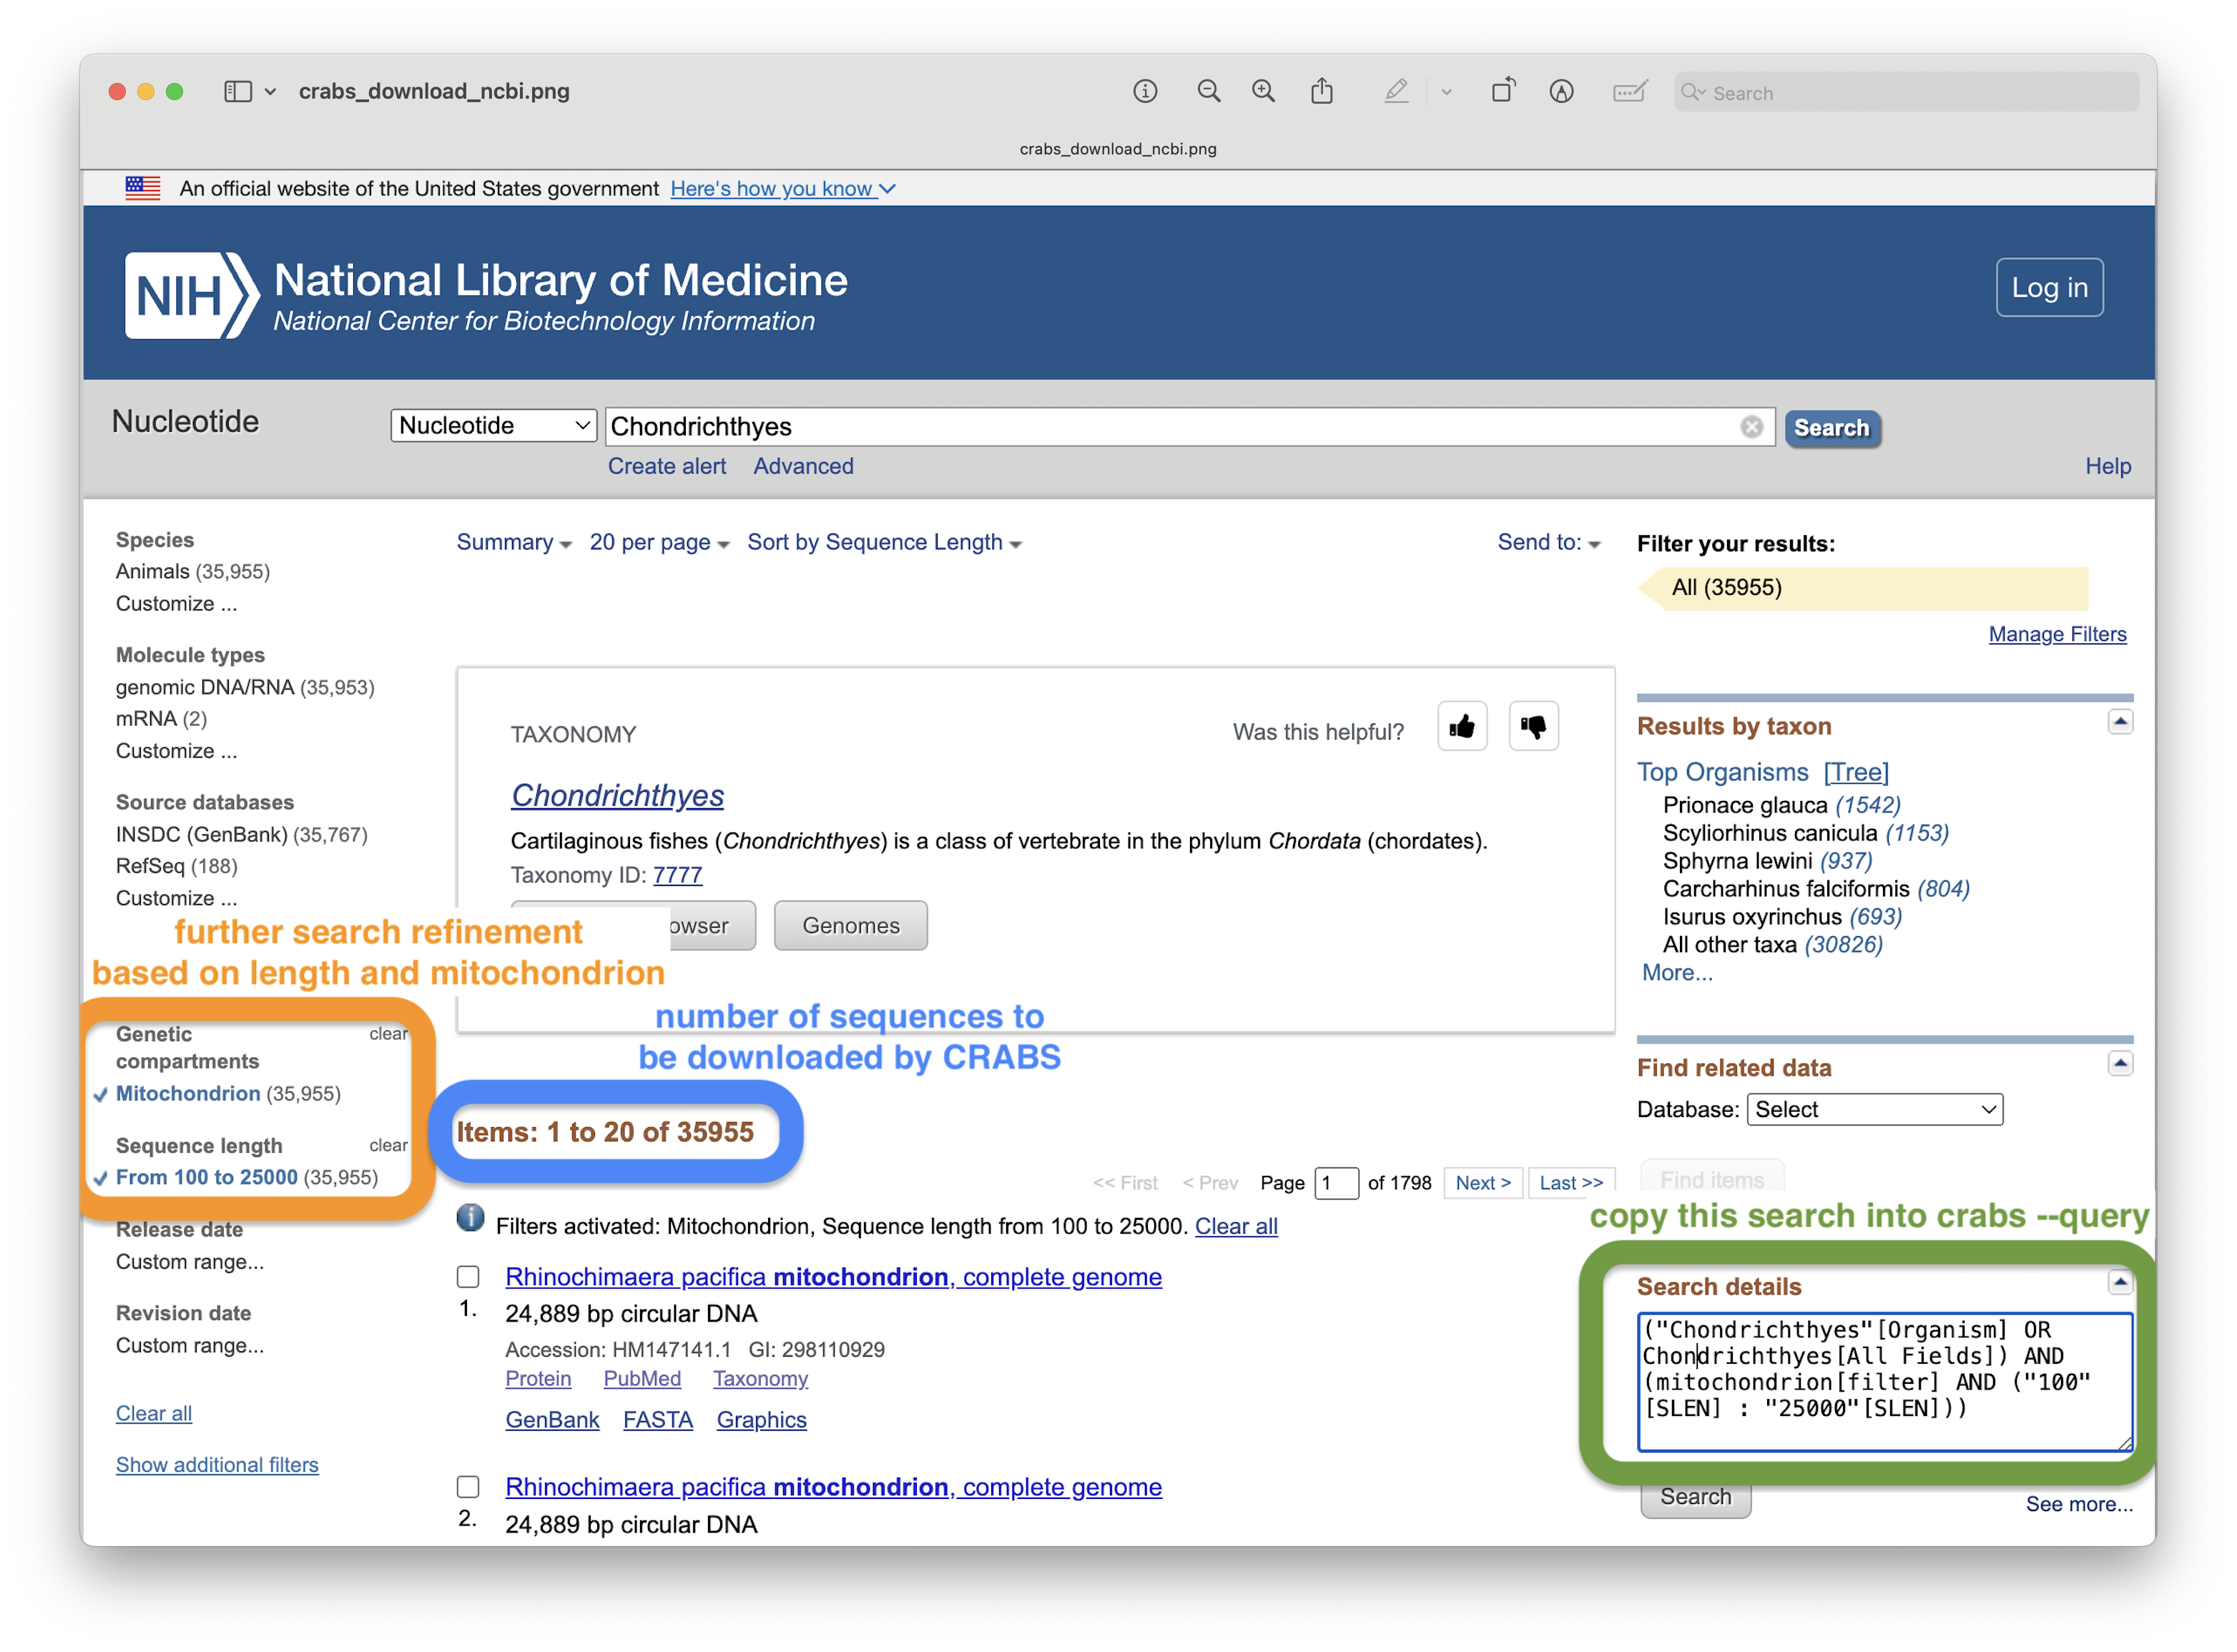 crabs_download_ncbi.png
Search
crabs_download_ncbi.png
An official website of the United States government Here's how you know
NIH National Library of Medicine
National Center for Biotechnology Information
Log in
Nucleotide
Nucleotide
Chondrichthyes
Search
Create alert Advanced
Help
Species
Animals (35,955)
Customize ...
Molecule types
genomic DNA/RNA (35,953)
mRNA (2)
Customize ...
Source databases
INSDC (GenBank) (35,767)
RefSeq (188)
Customize ...
further search refinement
based on length and mitochondrion
Genetic
compartments
clear
Mitochondrion (35,955)
Sequence length
clear
From 100 to 25000 (35,955)
Release date
Custom range...
Revision date
Custom range...
Clear all
Show additional filters
Summary 20 per page Sort by Sequence Length
Send to:
TAXONOMY
Was this helpful?
Chondrichthyes
Cartilaginous fishes (Chondrichthyes) is a class of vertebrate in the phylum Chordata (chordates).
Taxonomy ID: 7777
owser
Genomes
number of sequences to
be downloaded by CRABS
Items: 1 to 20 of 35955
<< First < Prev Page 1 of 1798 Next > Last >>
Filters activated: Mitochondrion, Sequence length from 100 to 25000. Clear all
Rhinochimaera pacifica mitochondrion, complete genome
1. 24,889 bp circular DNA
Accession: HM147141.1 GI: 298110929
Protein PubMed Taxonomy
GenBank FASTA Graphics
Rhinochimaera pacifica mitochondrion, complete genome
2. 24,889 bp circular DNA
Filter your results:
All (35955)
Manage Filters
Results by taxon
Top Organisms [Tree]
Prionace glauca (1542)
Scyliorhinus canicula (1153)
Sphyrna lewini (937)
Carcharhinus falciformis (804)
Isurus oxyrinchus (693)
All other taxa (30826)
More...
Find related data
Database: Select
Find items
copy this search into crabs --query
Search details
("Chondrichthyes"[Organism] OR
Chondrichthyes[All Fields]) AND
(mitochondrion[filter] AND ("100"
[SLEN] : "25000"[SLEN]))
Search
See more...